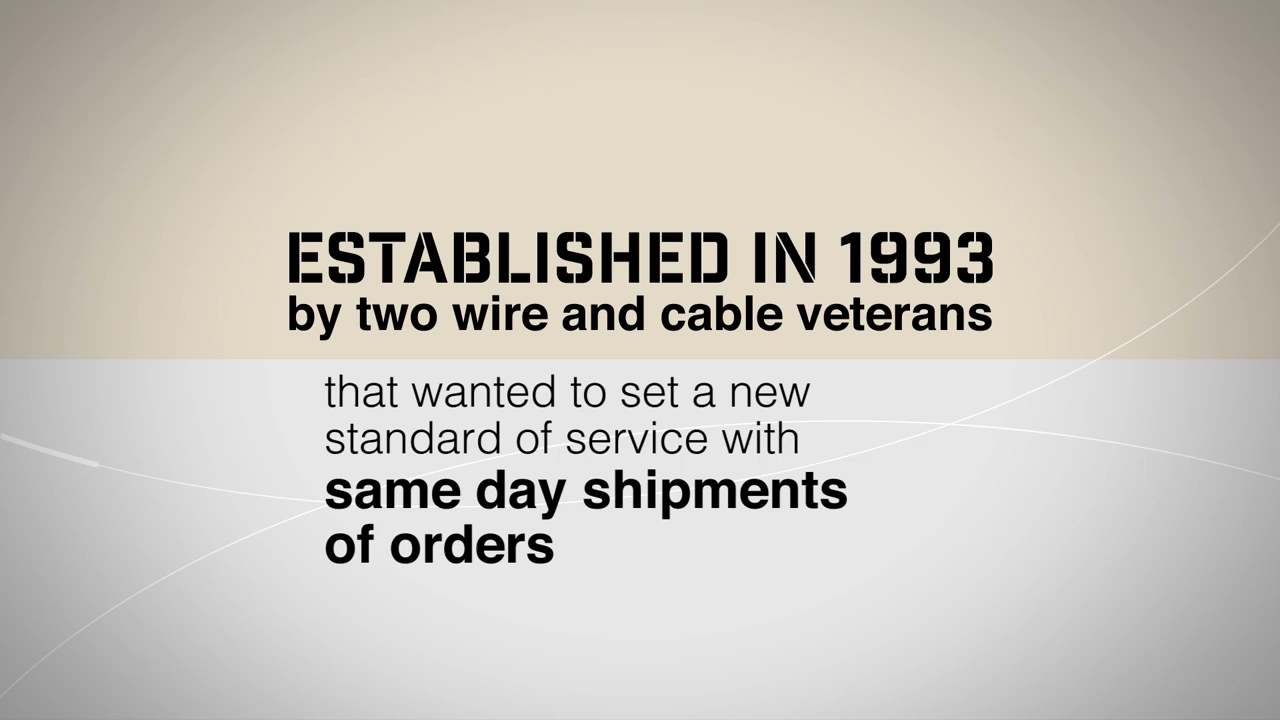 ESTABLISHED IN 1993
by two wire and cable veterans
that wanted to set a new
standard of service with
same day shipments
of orders